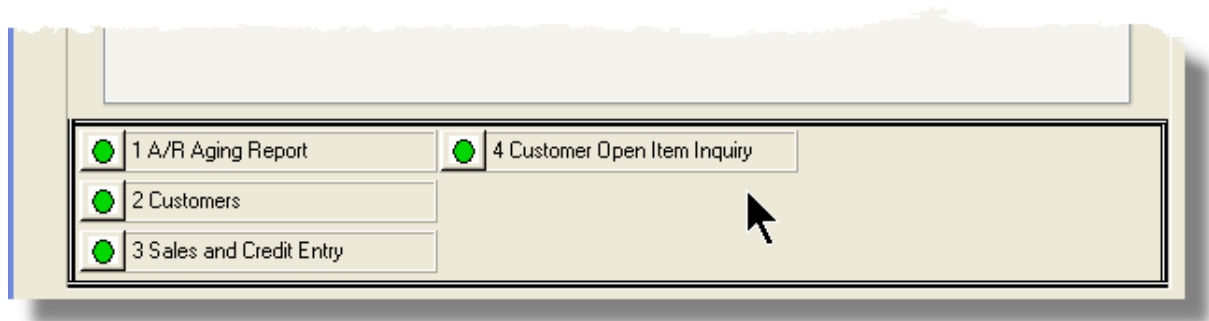 1 A/R Aging Report
2 Customers
3 Sales and Credit Entry
4 Customer Open Item Inquiry